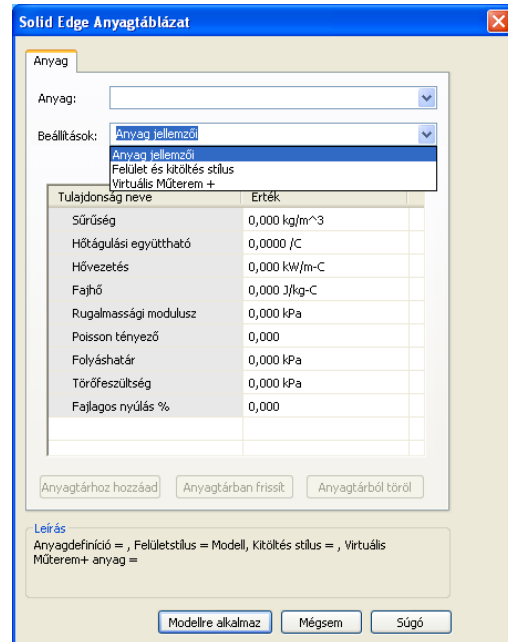 Solid Edge Anyagtáblázat
Anyag
Anyag:
Beállítások: Anyag jellemzői
Anyag jellemzői
Felület és kitöltés stílus
Virtuális Műterem +
Tulajdonság neve Érték
Sűrűség 0,000 kg/m^3
Hőtágulási együttható 0,0000 /C
Hővezetés 0,000 kW/m-C
Fajhő 0,000 J/kg-C
Rugalmassági modulusz 0,000 kPa
Poisson tényező 0,000
Folyáshatár 0,000 kPa
Törőfeszültség 0,000 kPa
Fajlagos nyúlás % 0,000
Anyagtárhoz hozzáad Anyagtárban frissít Anyagtárból töröl
Leírás
Anyagdefiníció = , Felületstílus = Modell, Kitöltés stílus = , Virtuális
Műterem+ anyag =
Modellre alkalmaz Mégsem Súgó